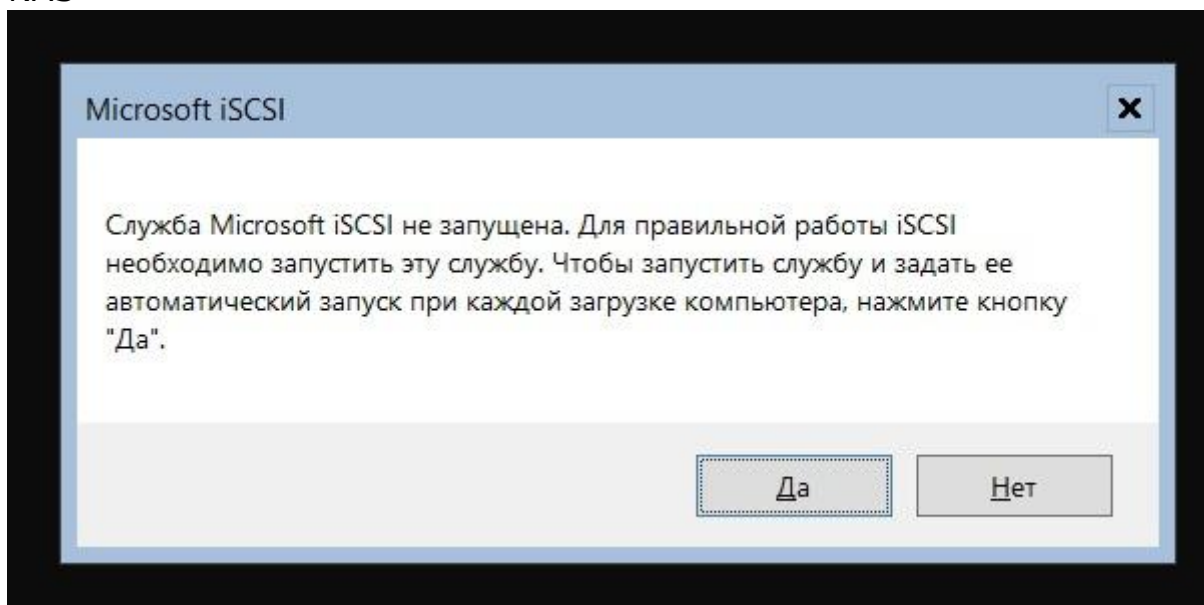 Microsoft iSCSI
Служба Microsoft iSCSI не запущена. Для правильной работы iSCSI
необходимо запустить эту службу. Чтобы запустить службу и задать ее
автоматический запуск при каждой загрузке компьютера, нажмите кнопку
"Да".
Да
Нет